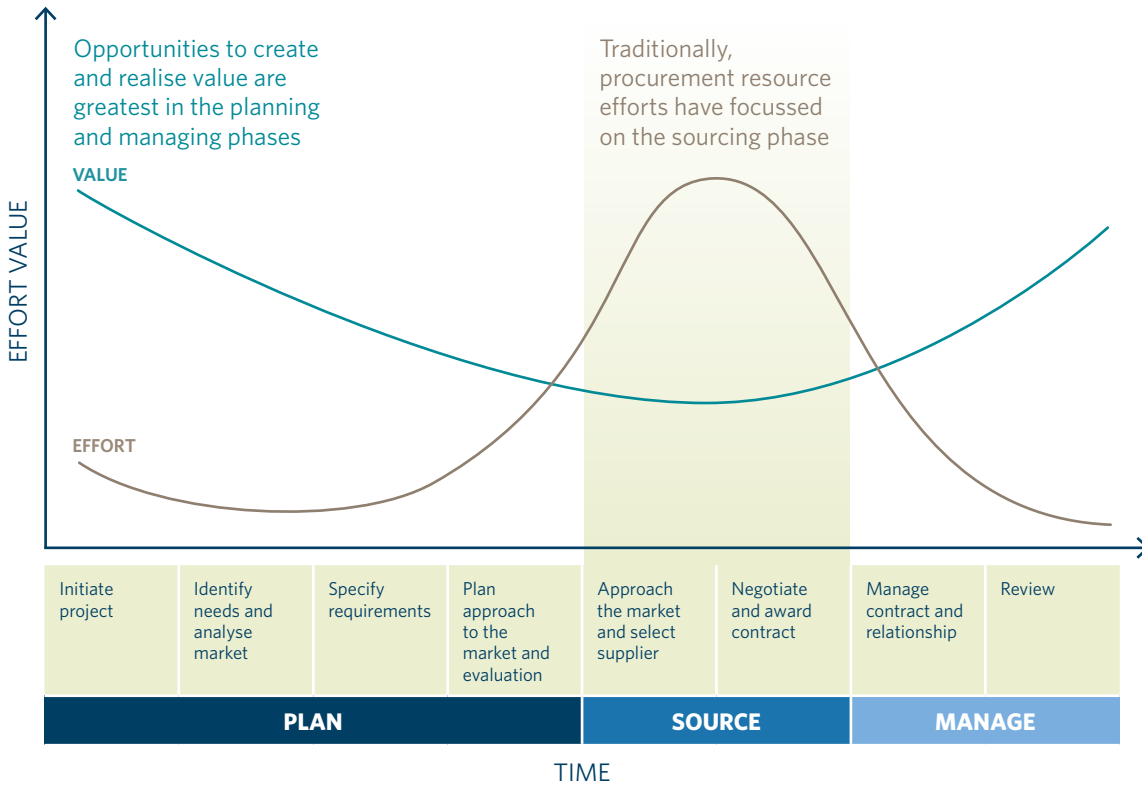 Opportunities to create
and realise value are
greatest in the planning
and managing phases
Traditionally,
procurement resource
efforts have focussed
on the sourcing phase
VALUE
EFFORT VALUE
EFFORT
Initiate
project
Identify
needs and
analyse
market
Specify
requirements
Plan
approach
to the
market and
evaluation
Approach
the market
and select
supplier
Negotiate
and award
contract
Manage
contract and
relationship
Review
PLAN
SOURCE
MANAGE
TIME